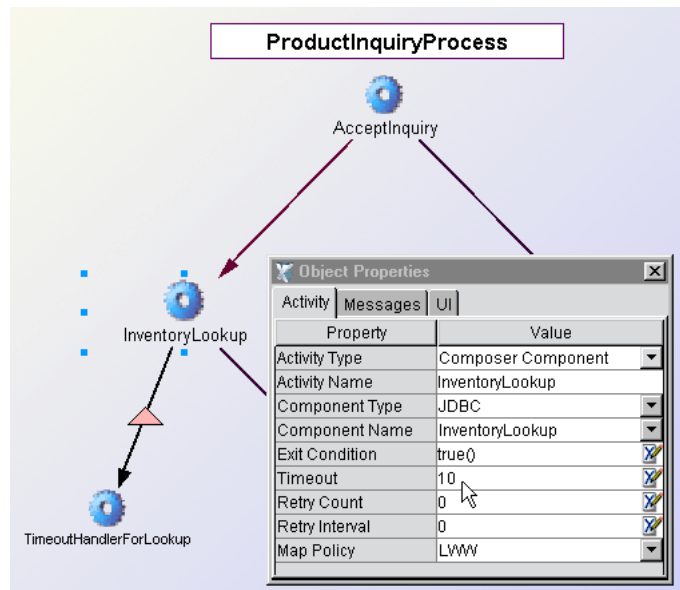 ProductInquiryProcess
AcceptInquiry
InventoryLookup
TimeoutHandlerForLookup
Object Properties
Activity Messages UI
Property Value
Activity Type Composer Component
Activity Name InventoryLookup
Component Type JDBC
Component Name InventoryLookup
Exit Condition true()
Timeout 10
Retry Count 0
Retry Interval 0
Map Policy LWW